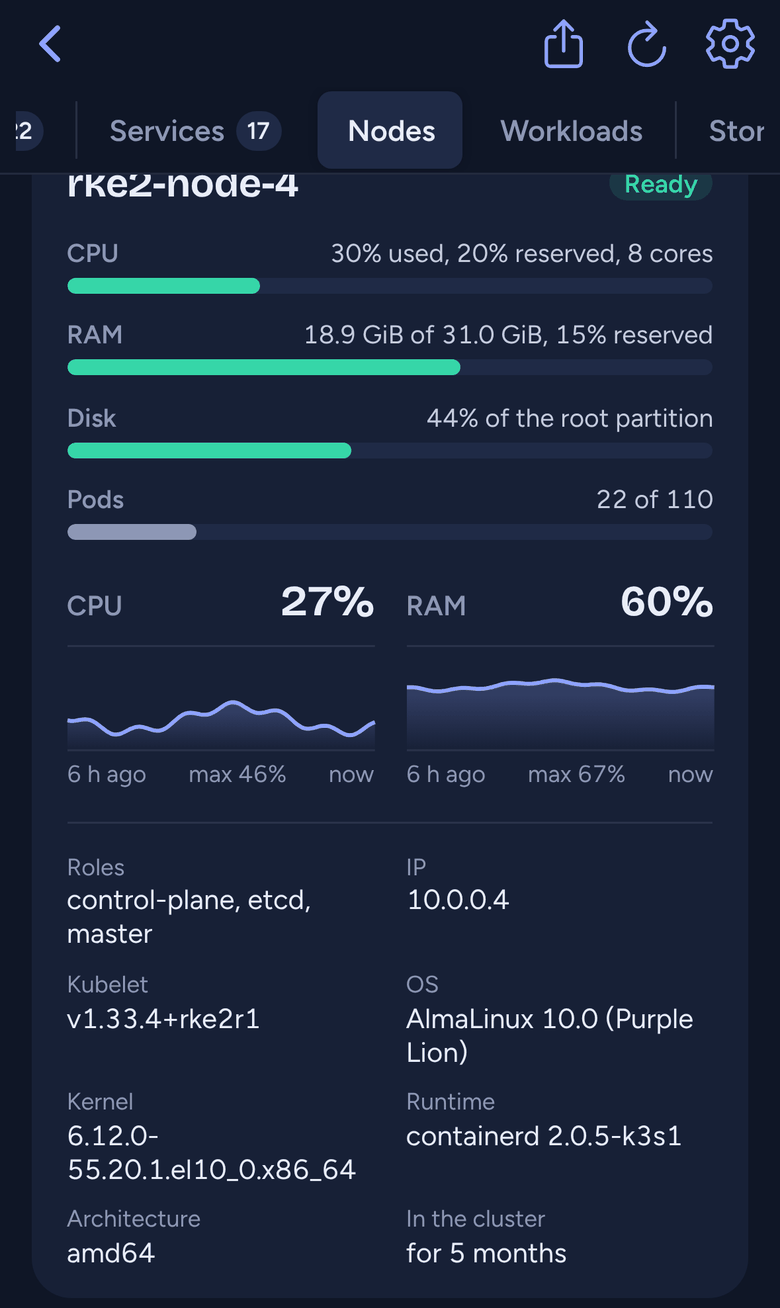 22
Services 17
Nodes
Workloads
Stor
rke2-node-4
Ready
CPU
30% used, 20% reserved, 8 cores
RAM
18.9 GiB of 31.0 GiB, 15% reserved
Disk
44% of the root partition
Pods
22 of 110
CPU
27%
RAM
60%
6 h ago
max 46%
now
6 h ago
max 67%
now
Roles
control-plane, etcd,
master
IP
10.0.0.4
Kubelet
v1.33.4+rke2r1
OS
AlmaLinux 10.0 (Purple
Lion)
Kernel
6.12.0-
55.20.1.el10_0.x86_64
Runtime
containerd 2.0.5-k3s1
Architecture
amd64
In the cluster
for 5 months